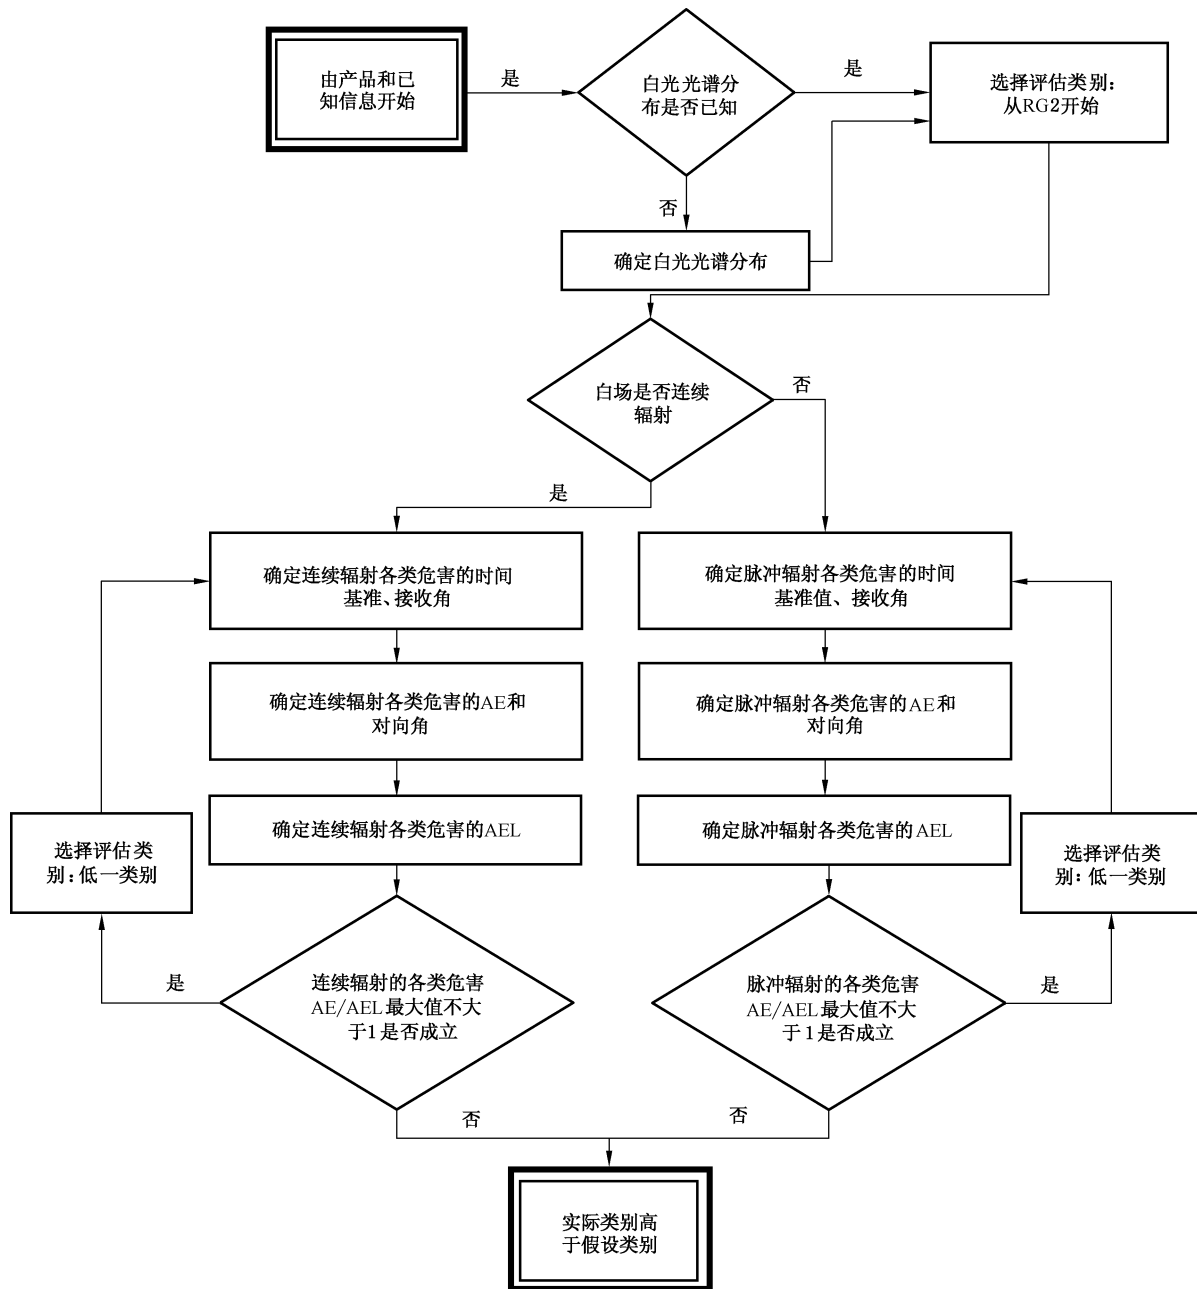 由产品和已
知信息开始
是
白光光谱分
布是否已知
是
选择评估类别：
从RG2开始
否
确定白光光谱分布
白场是否连续
辐射
否
是
确定连续辐射各类危害的时间
基准、接收角
确定脉冲辐射各类危害的时间
基准值、接收角
确定连续辐射各类危害的AE和
对向角
确定脉冲辐射各类危害的AE和
对向角
确定连续辐射各类危害的AEL
确定脉冲辐射各类危害的AEL
选择评估类
别：低一类别
选择评估类
别：低一类别
是
连续辐射的各类危害
AE/AEL最大值不大
于1是否成立
脉冲辐射的各类危害
AE/AEL最大值不大
于1是否成立
是
否
否
实际类别高
于假设类别